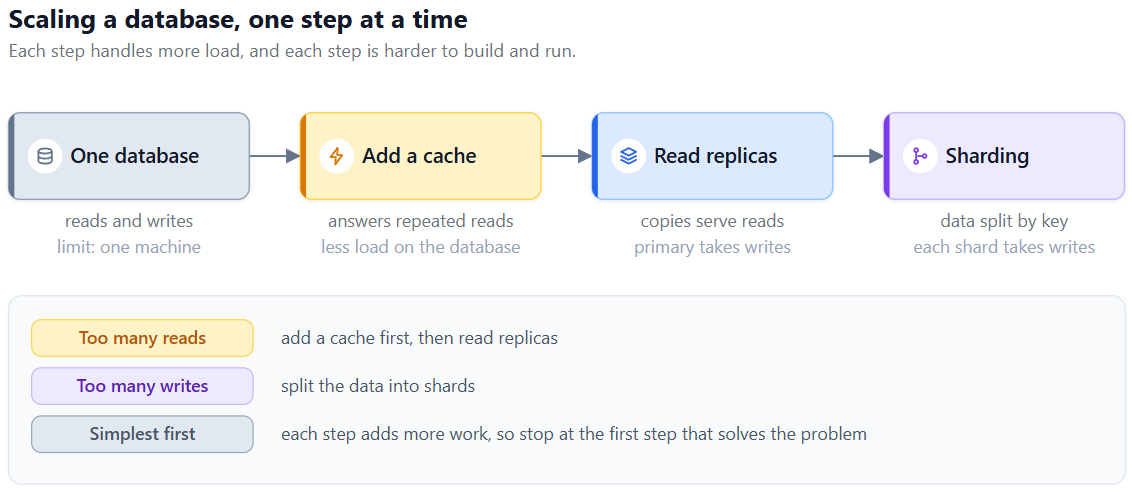 Scaling a database, one step at a time
Each step handles more load, and each step is harder to build and run.
One database
Add a cache
Read replicas
Sharding
reads and writes
limit: one machine
answers repeated reads
less load on the database
copies serve reads
primary takes writes
data split by key
each shard takes writes
Too many reads
add a cache first, then read replicas
Too many writes
split the data into shards
Simplest first
each step adds more work, so stop at the first step that solves the problem